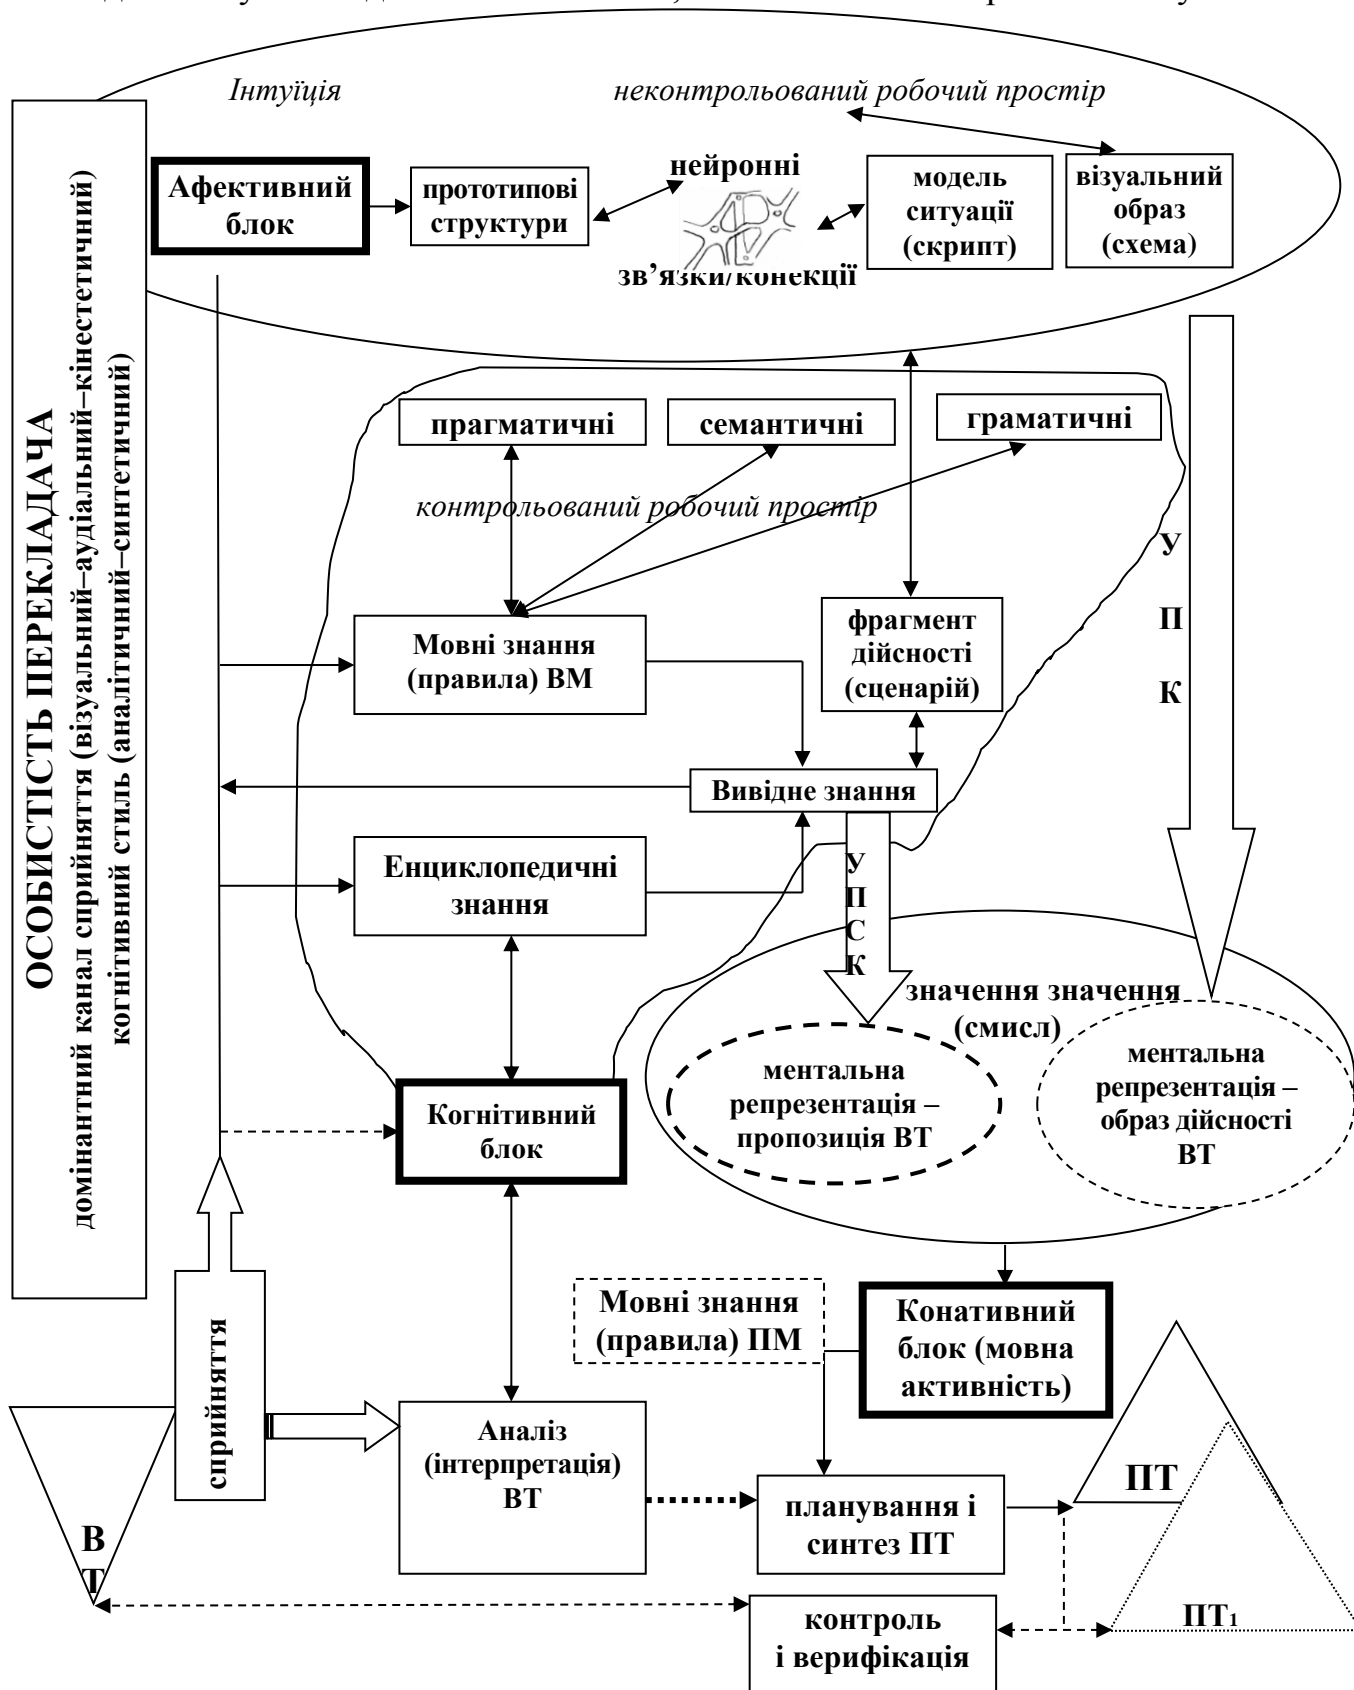 Інтуїція
неконтрольований робочий простір
Афективний
блок
прототипові
структури
нейронні
зв’язки/конекції
модель
ситуації
(скрипт)
візуальний
образ
(схема)
ОСОБИСТІСТЬ ПЕРЕКЛАДАЧА
домінантний канал сприйняття (візуальний–аудіальний–кінестетичний)
когнітивний стиль (аналітичний–синтетичний)
прагматичні
семантичні
граматичні
контрольований робочий простір
У
П
К
Мовні знання
(правила) ВМ
фрагмент
дійсності
(сценарій)
Вивідне знання
Енциклопедичні
знання
У
П
С
К
значення значення
(смисл)
ментальна
репрезентація –
пропозиція ВТ
ментальна
репрезентація –
образ дійсності
ВТ
Когнітивний
блок
сприйняття
Мовні знання
(правила) ПМ
Конативний
блок (мовна
активність)
Аналіз
(інтерпретація)
ВТ
планування і
синтез ПТ
ПТ
В
Т
контроль
і верифікація
ПТ1